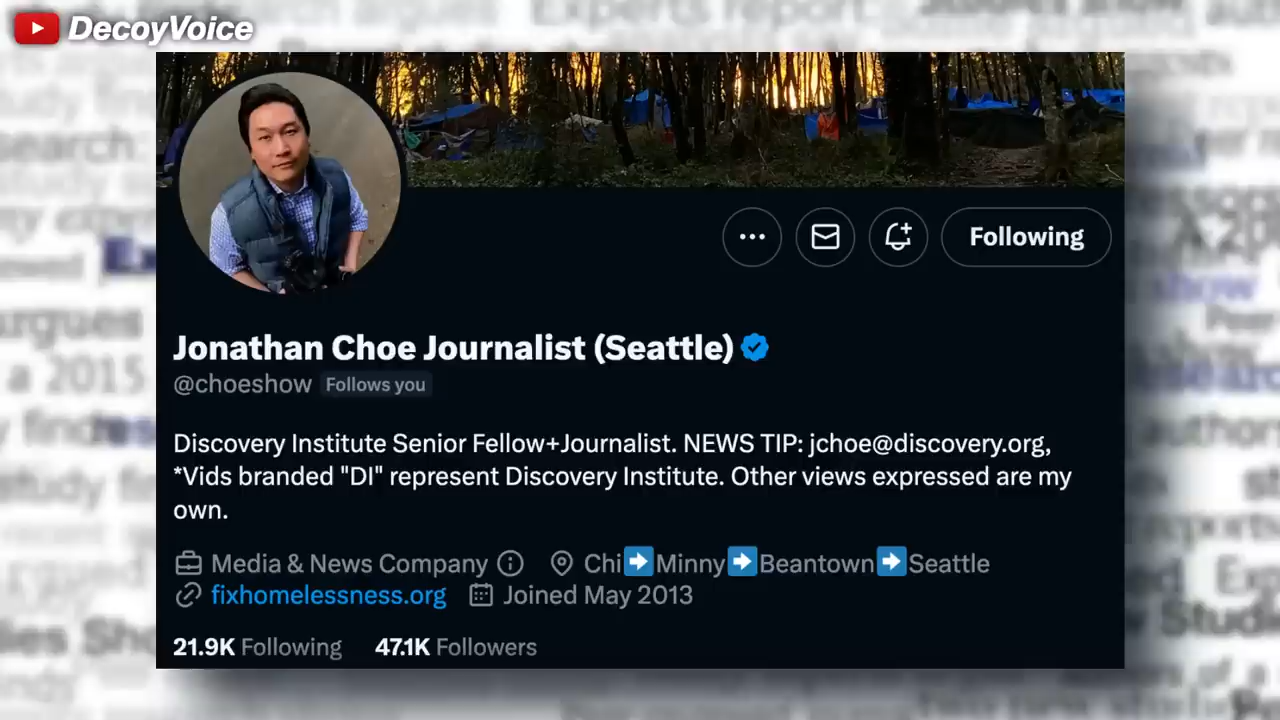 DecoyVoice
Following
Jonathan Choe Journalist (Seattle)
@choeshow Follows you
Discovery Institute Senior Fellow+Journalist. NEWS TIP: jchoe@discovery.org,
*Vids branded "DI" represent Discovery Institute. Other views expressed are my
own.
Media & News Company Chi➡Minny➡Beantown➡Seattle
fixhomelessness.org Joined May 2013
21.9K Following 47.1K Followers